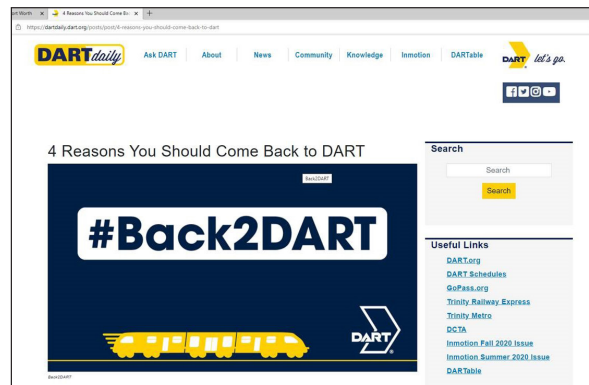 ort Worth
4 Reasons You Should Come Ba
https://dartdaily.dart.org/posts/post/4-reasons-you-should-come-back-to-dart
DARTdaily
Ask DART
About
News
Community
Knowledge
Inmotion
DARTable
DART let's go.
4 Reasons You Should Come Back to DART
Back2DART
#Back2DART
DART
Back2DART
Search
Search
Search
Useful Links
DART.org
DART Schedules
GoPass.org
Trinity Railway Express
Trinity Metro
DCTA
Inmotion Fall 2020 Issue
Inmotion Summer 2020 Issue
DARTable